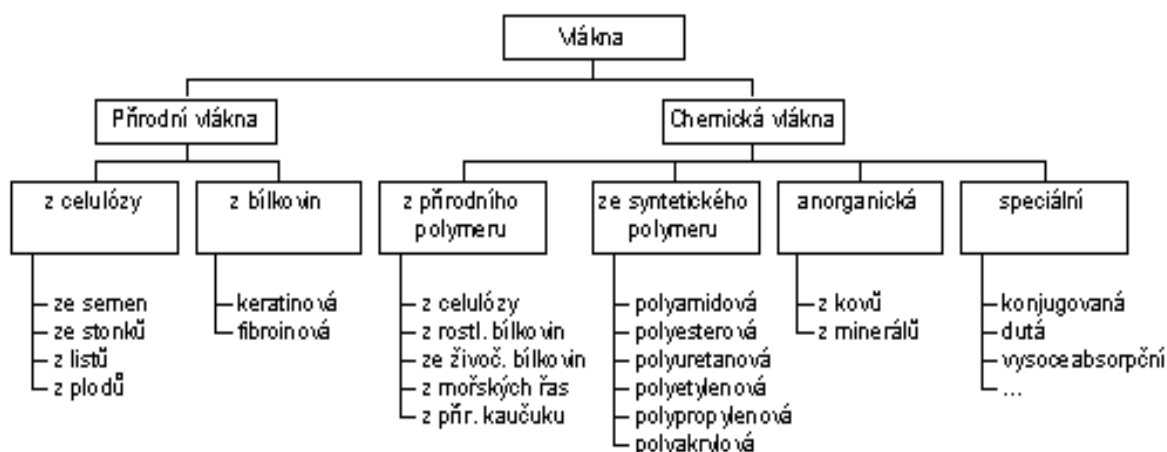 Vlákna
Přírodní vlákna
Chemická vlákna
z celulózy
z bílkovin
z přírodního
polymeru
ze syntetického
polymeru
anorganická
speciální
ze semen
ze stonků
z listů
z plodů
keratinová
fibroinová
z celulózy
z rostl. bílkovin
ze živoč. bílkovin
z mořských řas
z přír. kaučuku
polyamidová
polyesterová
polyuretanová
polyetylenová
polypropylenová
polyakrylová
z kovů
z minerálů
konjugovaná
dutá
vysoceabsorpční
...